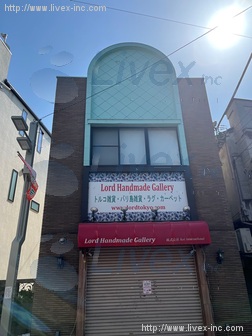 http://www.livex-inc.com
Livex inc
Lord Handmade Gallery
トルコ雑貨・バリ島雑貨・ラグ・カーペット
www.lordtokyo.com
Lord Handmade Gallery
http://www.livex-inc.com